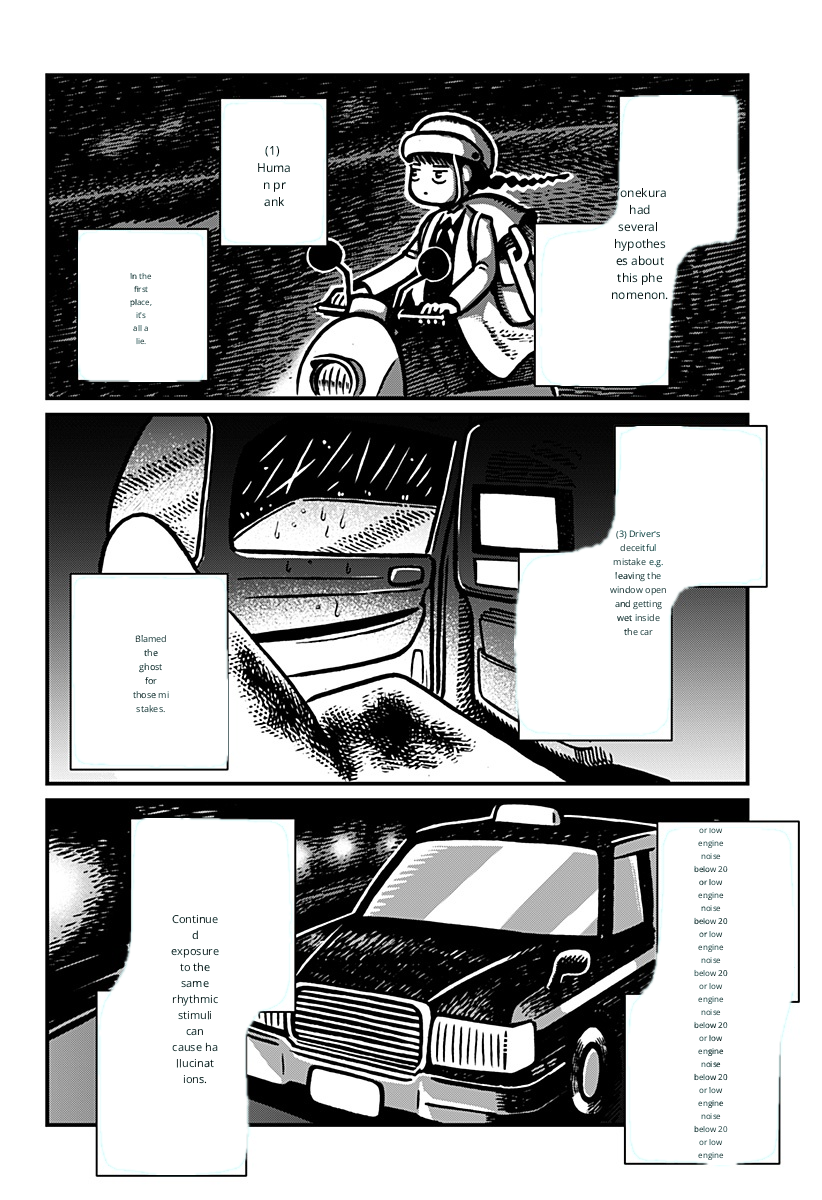 onekura
had
several
hypothes
es about
this phe
nomenon.
(1)
Huma
n pr
ank
In the
first
place,
it's
all a
lie.
(3) Driver's
deceitful
mistake e.g.
leaving the
window open
and getting
wet inside
the car
Blamed
the
ghost
for
those mi
stakes.
or low
engine
noise
below 20
or low
engine
noise
below 20
or low
engine
noise
below 20
or low
engine
noise
below 20
or low
engine
noise
below 20
or low
engine
noise
below 20
or low
engine
Continue
d
exposure
to the
same
rhythmic
stimuli
can
cause ha
llucinat
ions.